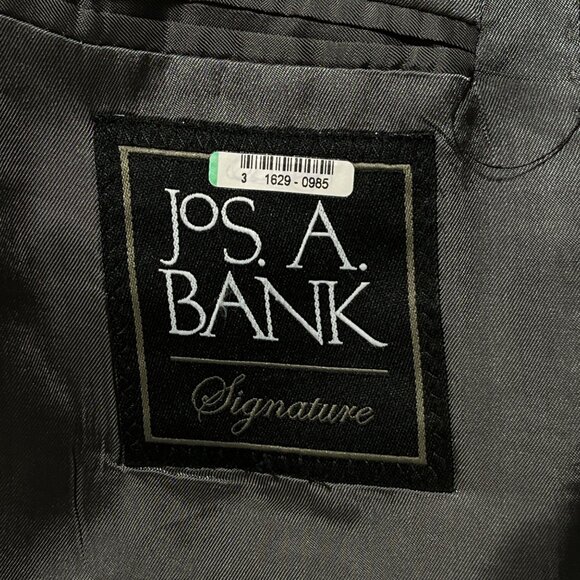 3 1629 - 0985
JOS. A.
BANK
Signature